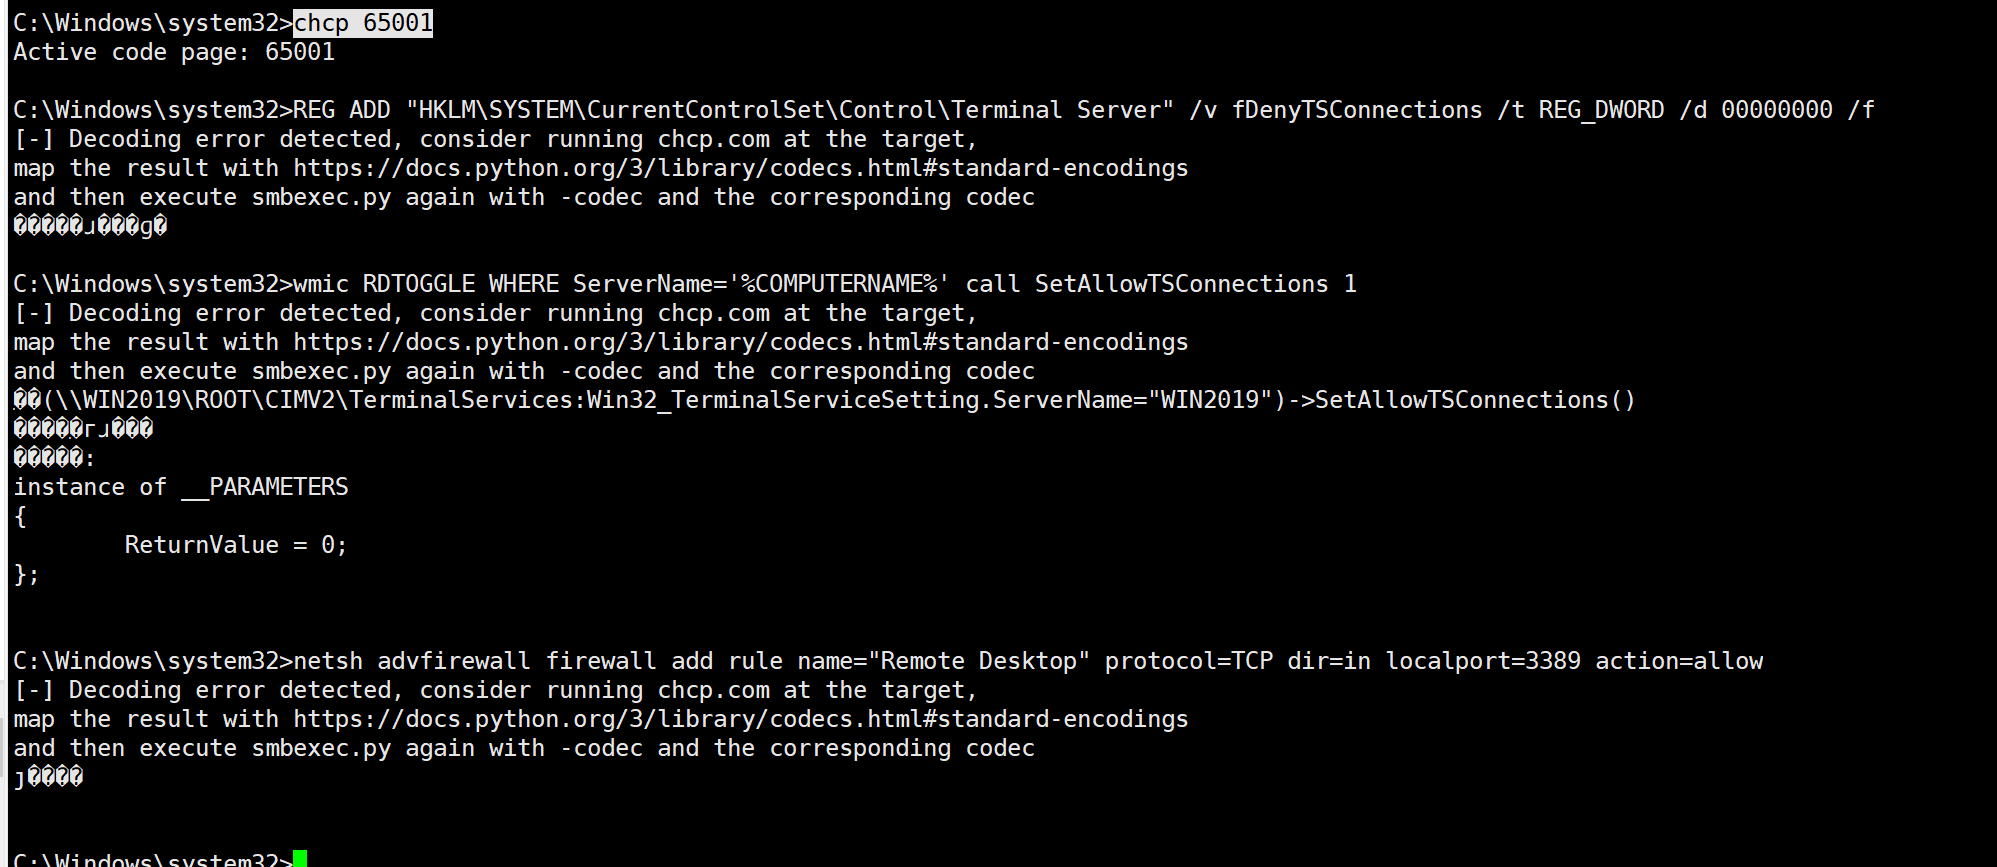 C:\Windows\system32>chcp 65001
Active code page: 65001
C:\Windows\system32>REG ADD "HKLM\SYSTEM\CurrentControlSet\Control\Terminal Server" /v fDenyTSConnections /t REG_DWORD /d 00000000 /f
[-] Decoding error detected, consider running chcp.com at the target,
map the result with https://docs.python.org/3/library/codecs.html#standard-encodings
and then execute smbexec.py again with -codec and the corresponding codec
�����ɹ���ɡ�
C:\Windows\system32>wmic RDTOGGLE WHERE ServerName='%COMPUTERNAME%' call SetAllowTSConnections 1
[-] Decoding error detected, consider running chcp.com at the target,
map the result with https://docs.python.org/3/library/codecs.html#standard-encodings
and then execute smbexec.py again with -codec and the corresponding codec
��(\\WIN2019\ROOT\CIMV2\TerminalServices:Win32_TerminalServiceSetting.ServerName="WIN2019")->SetAllowTSConnections()
�����гɹ���
�����:
instance of __PARAMETERS
{
ReturnValue = 0;
};
C:\Windows\system32>netsh advfirewall firewall add rule name="Remote Desktop" protocol=TCP dir=in localport=3389 action=allow
[-] Decoding error detected, consider running chcp.com at the target,
map the result with https://docs.python.org/3/library/codecs.html#standard-encodings
and then execute smbexec.py again with -codec and the corresponding codec
ȷ����
C:\Windows\system32>